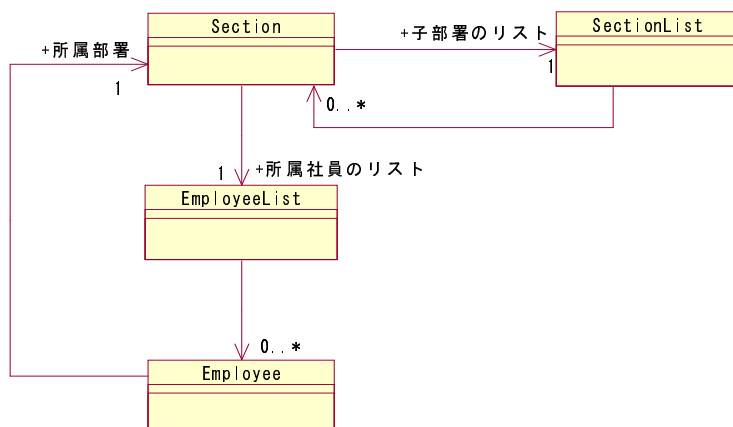 Section
SectionList
+所属部署
+子部署のリスト
1
1
0..*
1
+所属社員のリスト
EmployeeList
0..*
Employee